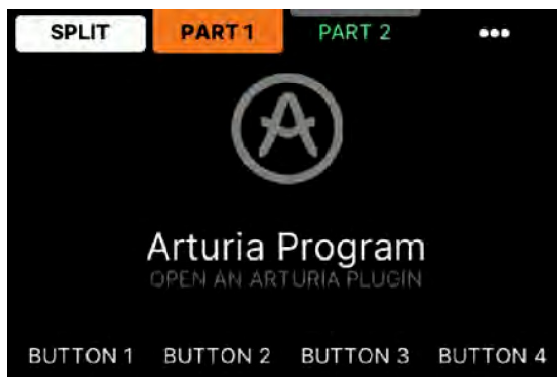 SPLIT PART 1 PART 2 •••
Arturia Program
OPEN AN ARTURIA PLUGIN
BUTTON 1 BUTTON 2 BUTTON 3 BUTTON 4